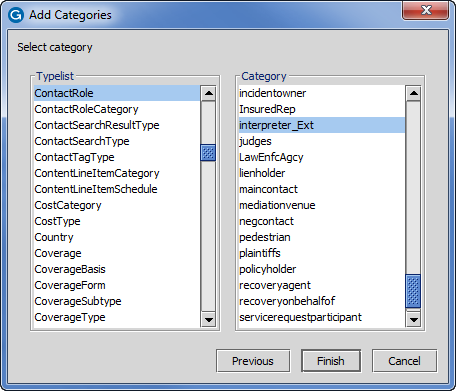 Add Categories
Select category
Typelist
ContactRole
ContactRoleCategory
ContactSearchResultType
ContactSearchType
ContactTagType
ContentLineItemCategory
ContentLineItemSchedule
CostCategory
CostType
Country
Coverage
CoverageBasis
CoverageForm
CoverageSubtype
CoverageType
Category
incidentowner
InsuredRep
interpreter_Ext
judges
LawEnfcAgcy
lienholder
maincontact
mediationvenue
negcontact
pedestrian
plaintiffs
policyholder
recoveryagent
recoveryonbehalfof
servicerequestparticipant
Previous
Finish
Cancel